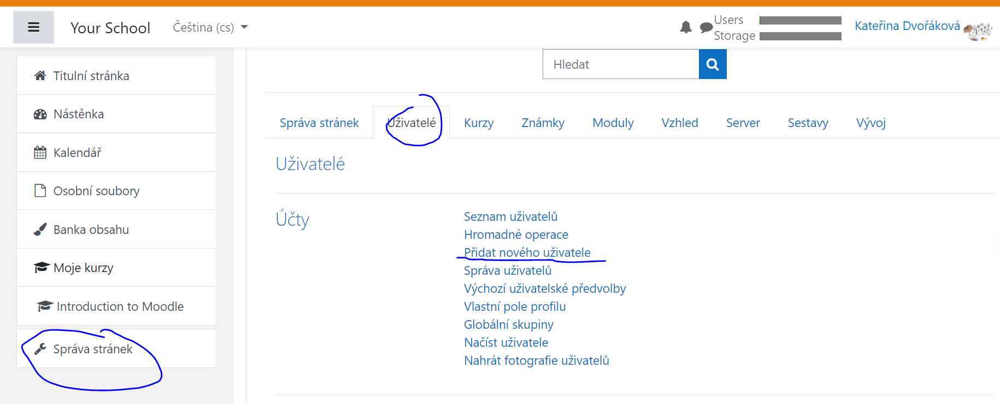 Your School
Čeština (cs)
Users
Storage
Kateřina Dvořáková
Titulní stránka
Nástěnka
Kalendář
Osobní soubory
Banka obsahu
Moje kurzy
Introduction to Moodle
Správa stránek
Hledat
Správa stránek Uživatelé Kurzy Známky Moduly Vzhled Server Sestavy Vývoj
Uživatelé
Účty
Seznam uživatelů
Hromadné operace
Přidat nového uživatele
Správa uživatelů
Výchozí uživatelské předvolby
Vlastní pole profilu
Globální skupiny
Načíst uživatele
Nahrát fotografie uživatelů